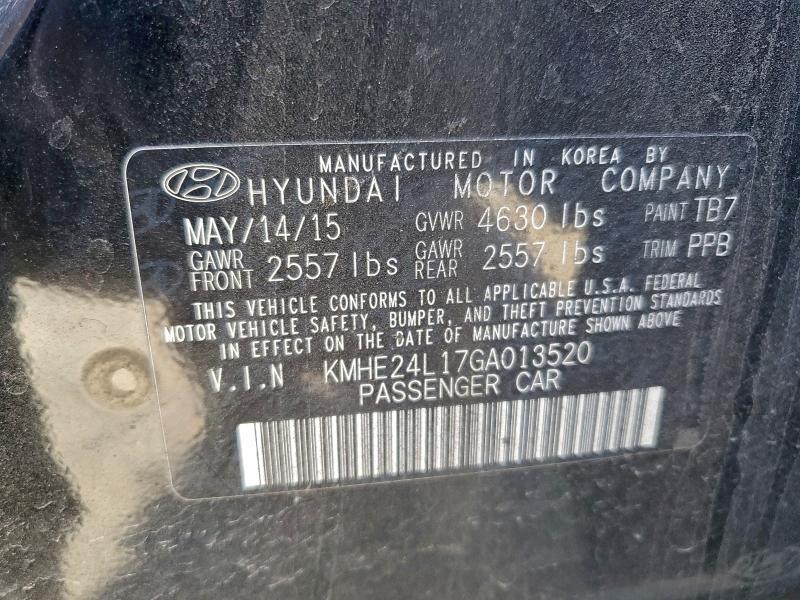 MANUFACTURED IN KOREA BY
HYUNDAI MOTOR COMPANY
MAY/14/15 GVWR 4630 lbs PAINT TB7
GAWR FRONT 2557 lbs GAWR REAR 2557 lbs TRIM PPB
THIS VEHICLE CONFORMS TO ALL APPLICABLE U.S.A. FEDERAL
MOTOR VEHICLE SAFETY, BUMPER, AND THEFT PREVENTION STANDARDS
IN EFFECT ON THE DATE OF MANUFACTURE SHOWN ABOVE
V.I.N KMHE24L17GA013520
PASSENGER CAR